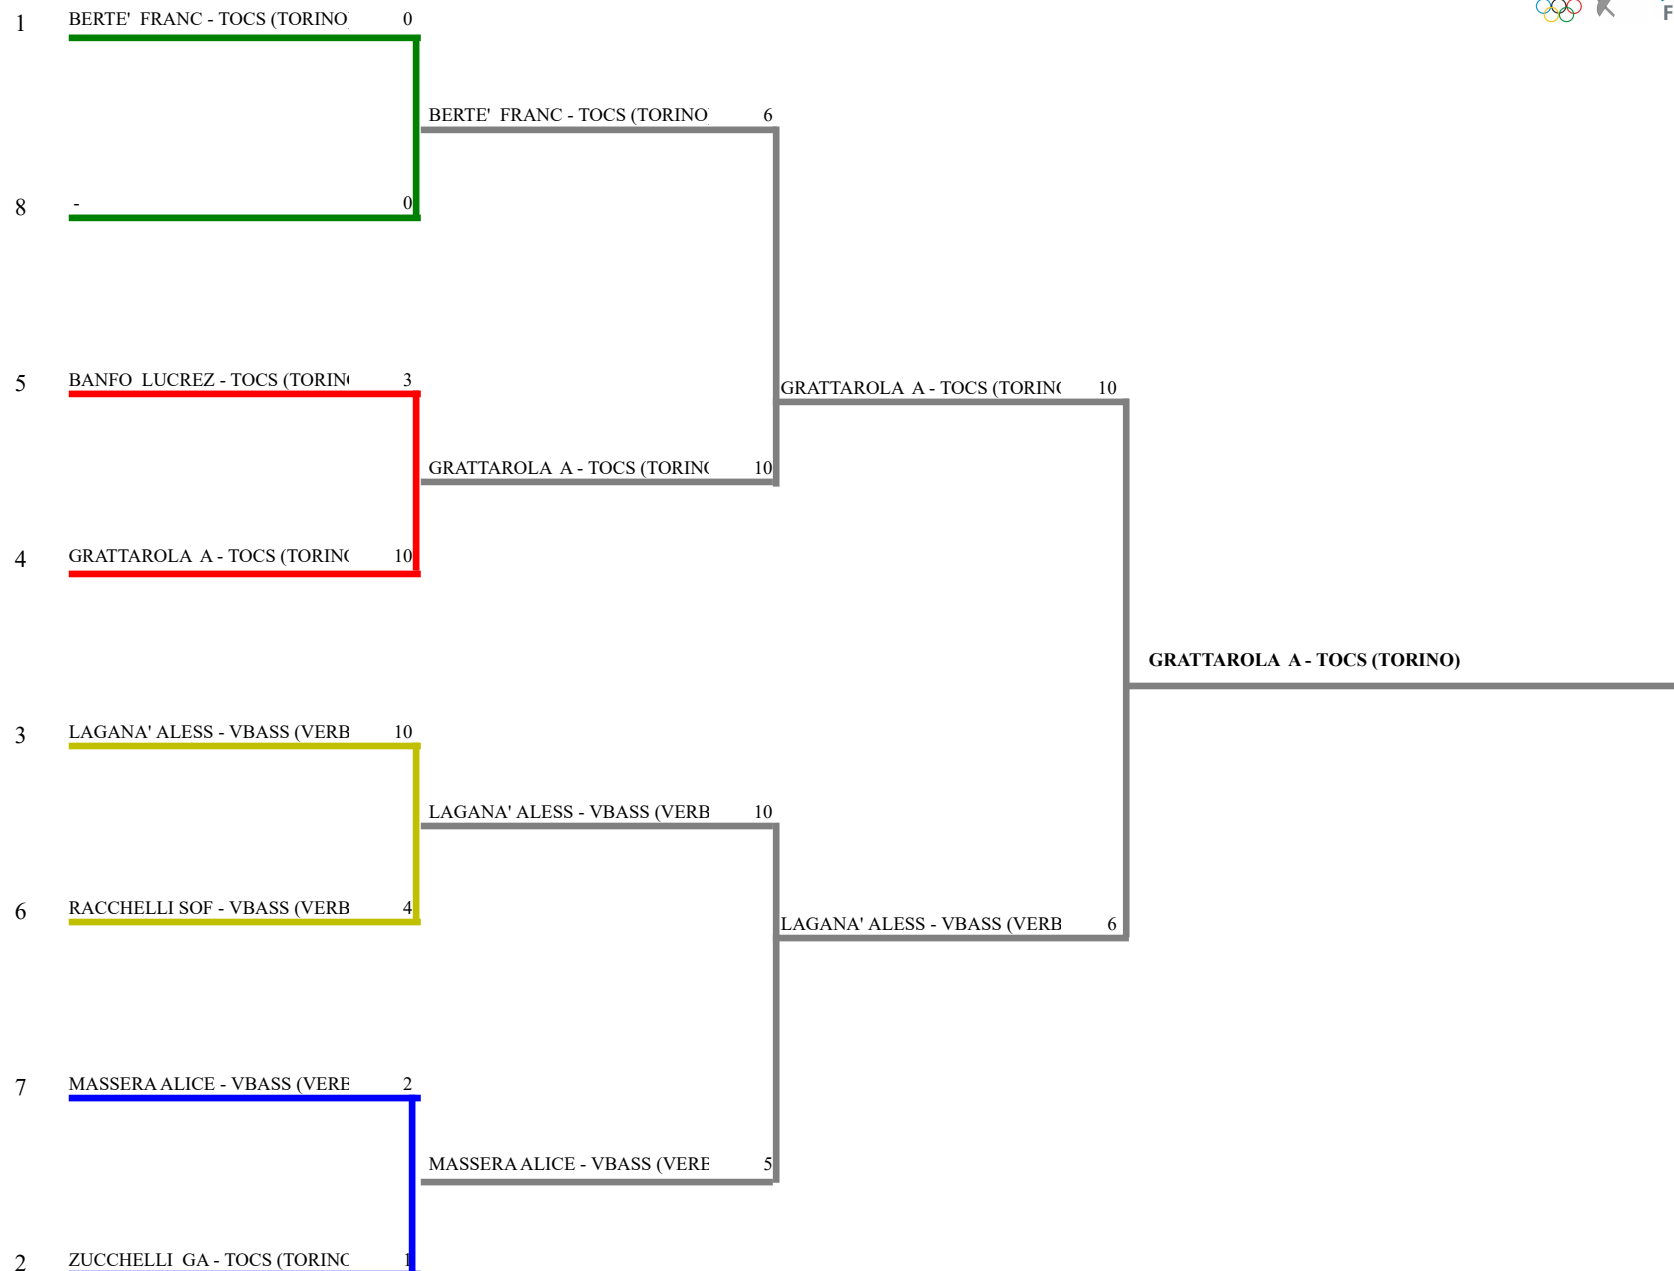 1 BERTE' FRANC - TOCS (TORINO 0
BERTE' FRANC - TOCS (TORINO 6
8 - 0
5 BANFO LUCREZ - TOCS (TORIN 3
GRATTAROLA A - TOCS (TORIN 10
GRATTAROLA A - TOCS (TORIN 10
4 GRATTAROLA A - TOCS (TORIN 10
GRATTAROLA A - TOCS (TORINO)
3 LAGANA' ALESS - VBASS (VERB 10
LAGANA' ALESS - VBASS (VERB 10
6 RACCHELLI SOF - VBASS (VERB 4
LAGANA' ALESS - VBASS (VERB 6
7 MASSERA ALICE - VBASS (VERB 2
MASSERA ALICE - VBASS (VERB 5
2 ZUCCHELLI GA - TOCS (TORINO 1
F